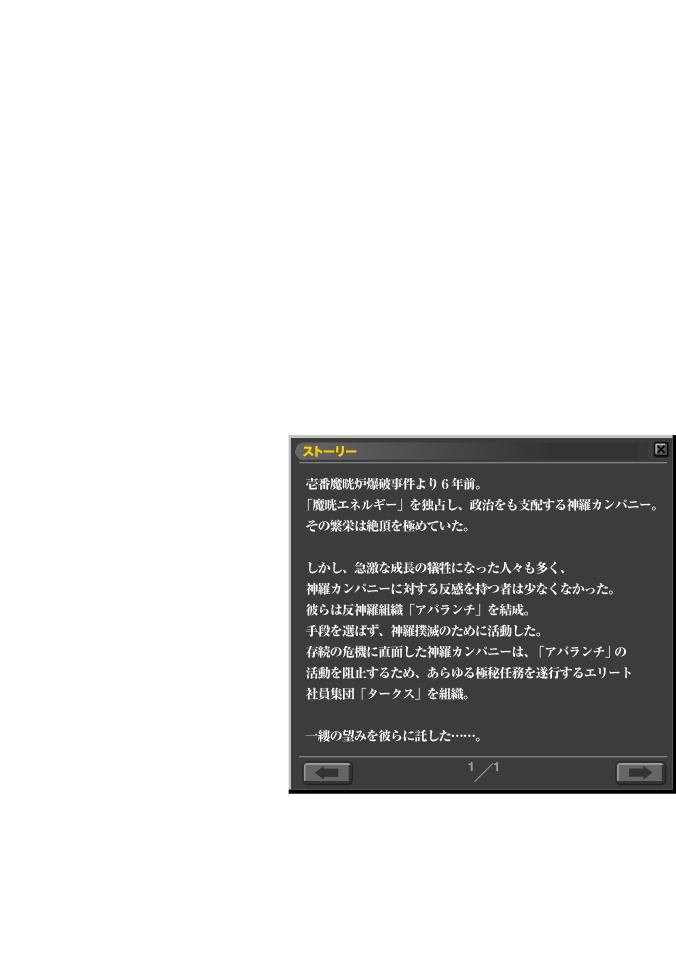 ストーリー
壱番魔晄炉爆破事件より6年前。
「魔晄エネルギー」を独占し、政治をも支配する神羅カンパニー。
その繁栄は絶頂を極めていた。
しかし、急激な成長の犠牲になった人々も多く、
神羅カンパニーに対する反感を持つ者は少なくなかった。
彼らは反神羅組織「アバランチ」を結成。
手段を選ばず、神羅撲滅のために活動した。
存続の危機に直面した神羅カンパニーは、「アバランチ」の
活動を阻止するため、あらゆる極秘任務を遂行するエリート
社員集団「タークス」を組織。
一縷の望みを彼らに託した……。
1/1